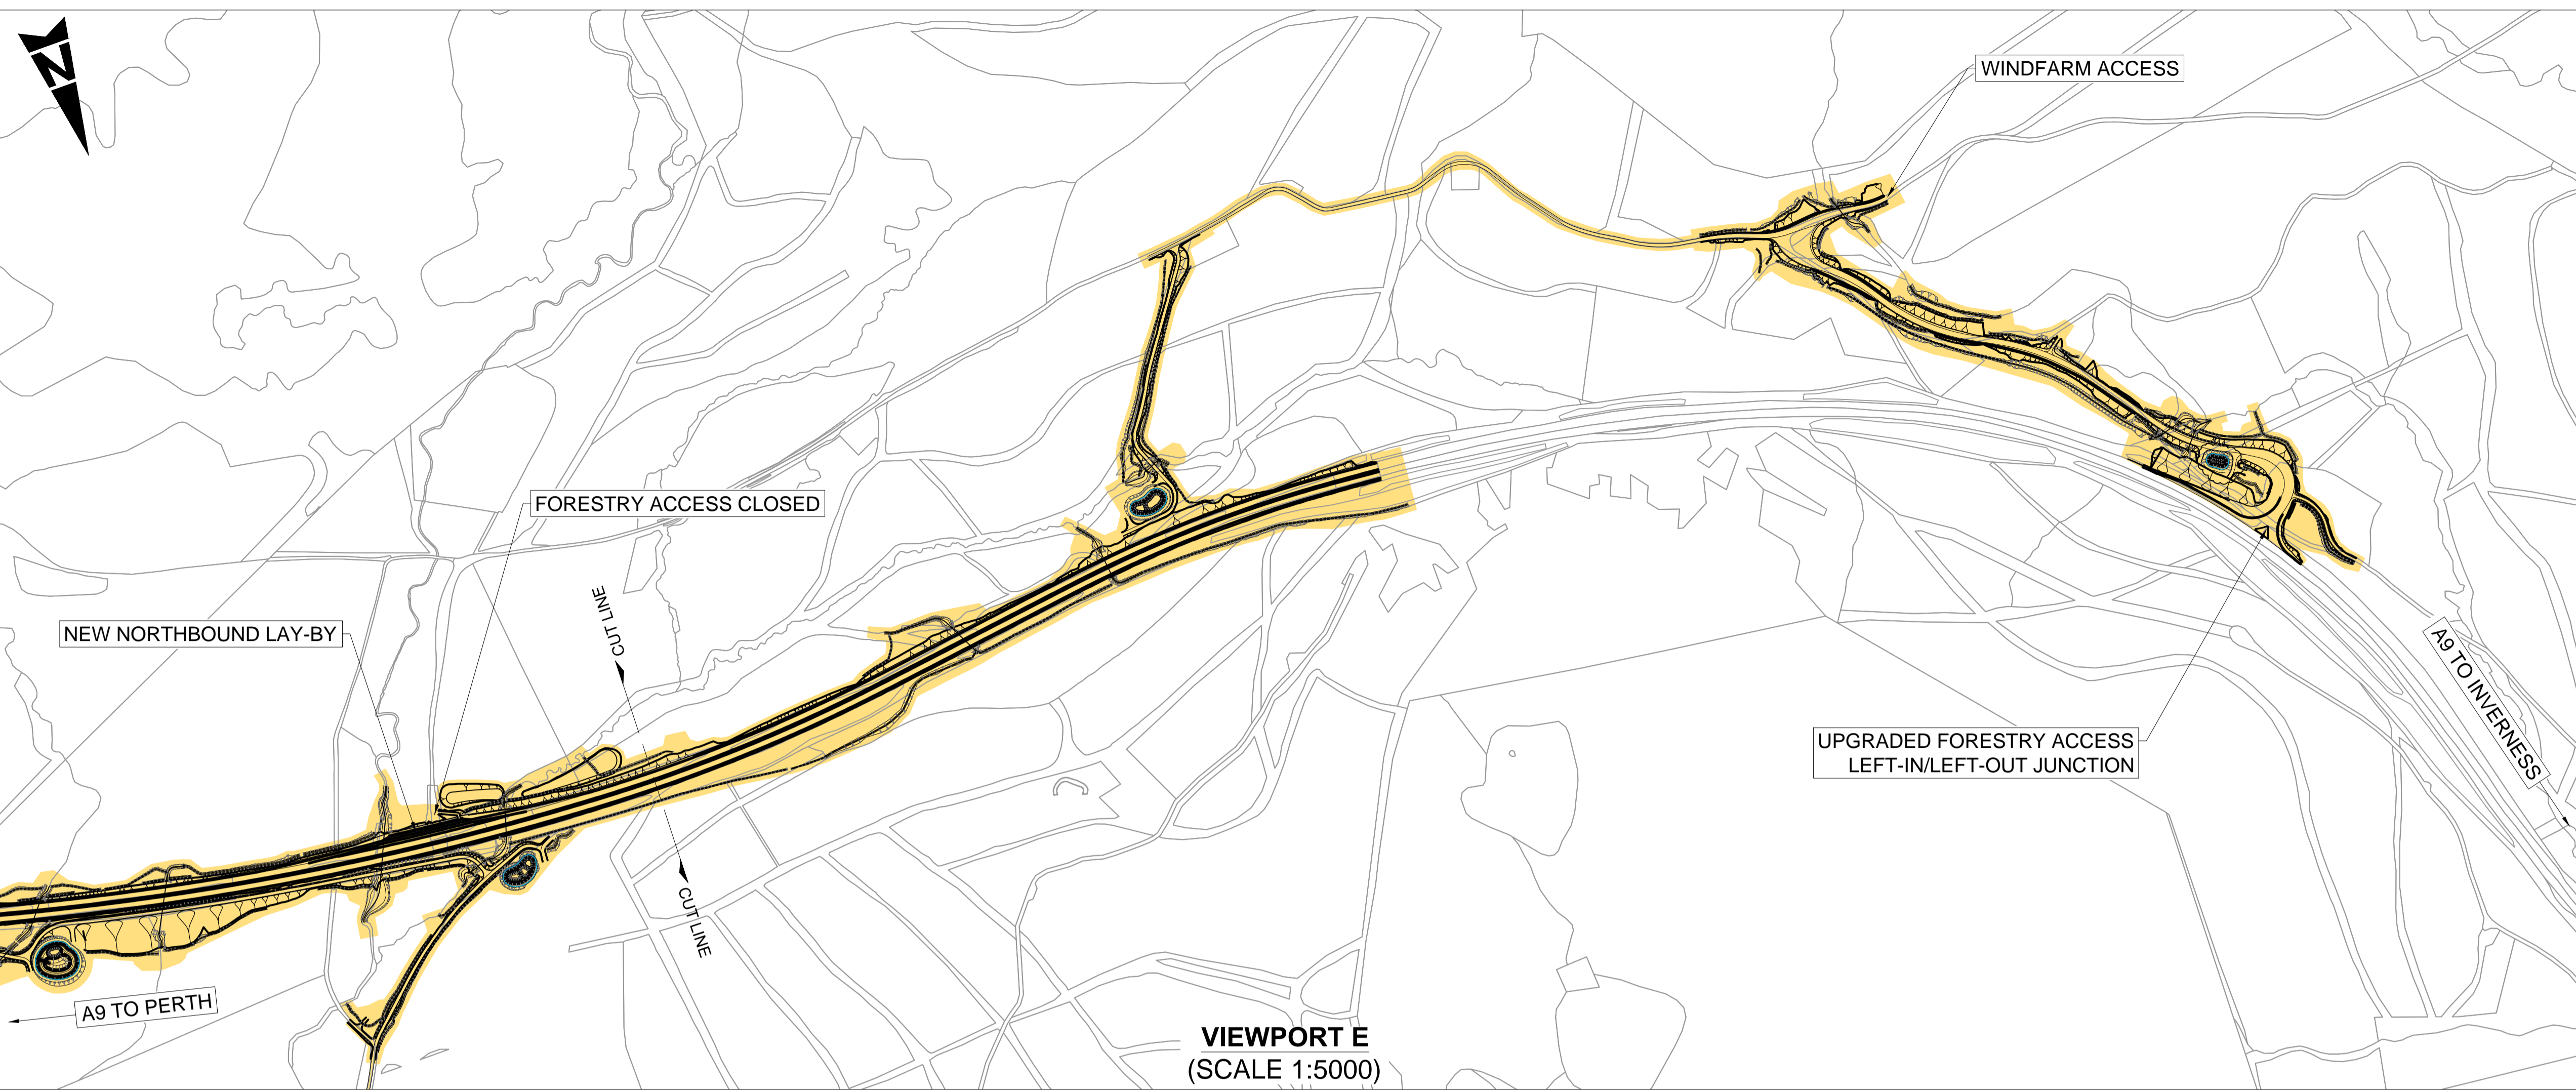 N
WINDFARM ACCESS
FORESTRY ACCESS CLOSED
CUT LINE
NEW NORTHBOUND LAY-BY
A9 TO INVERNESS
UPGRADED FORESTRY ACCESS
LEFT-IN/LEFT-OUT JUNCTION
CUT LINE
A9 TO PERTH
VIEWPORT E
(SCALE 1:5000)